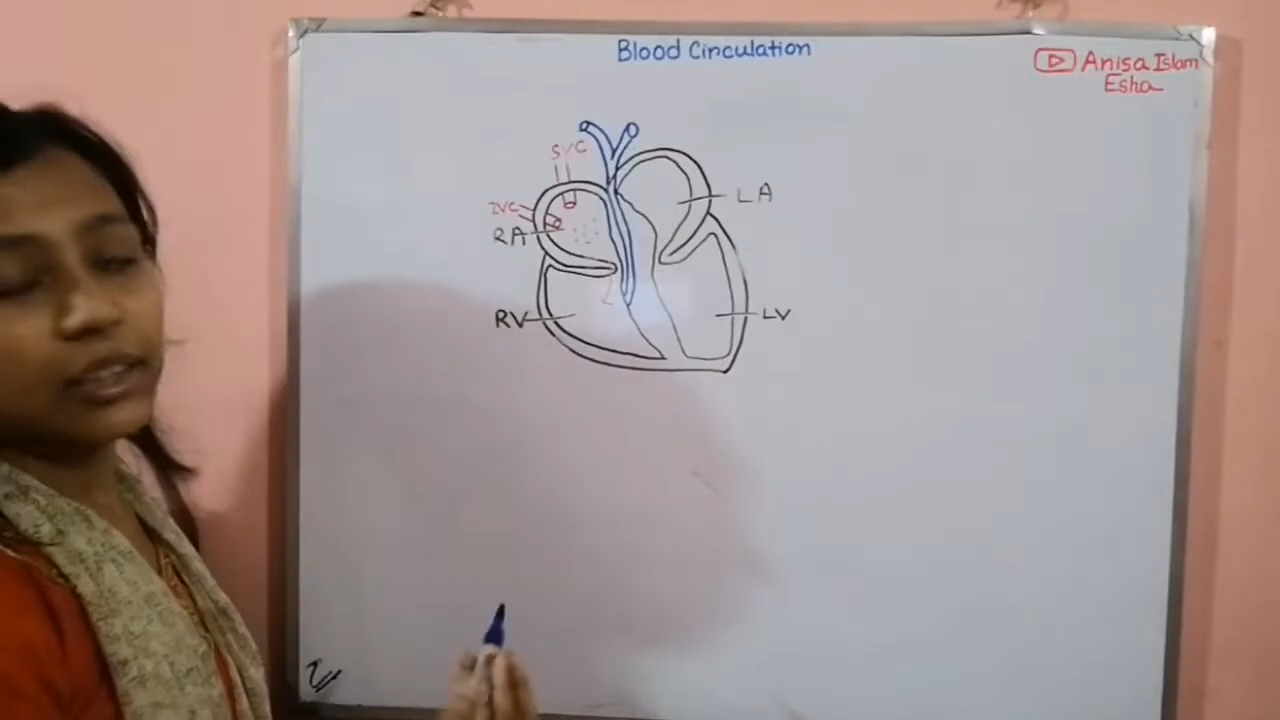 Blood Circulation
Anisa Islam
Esha
SVC
IVC
RA
LA
RV
LV